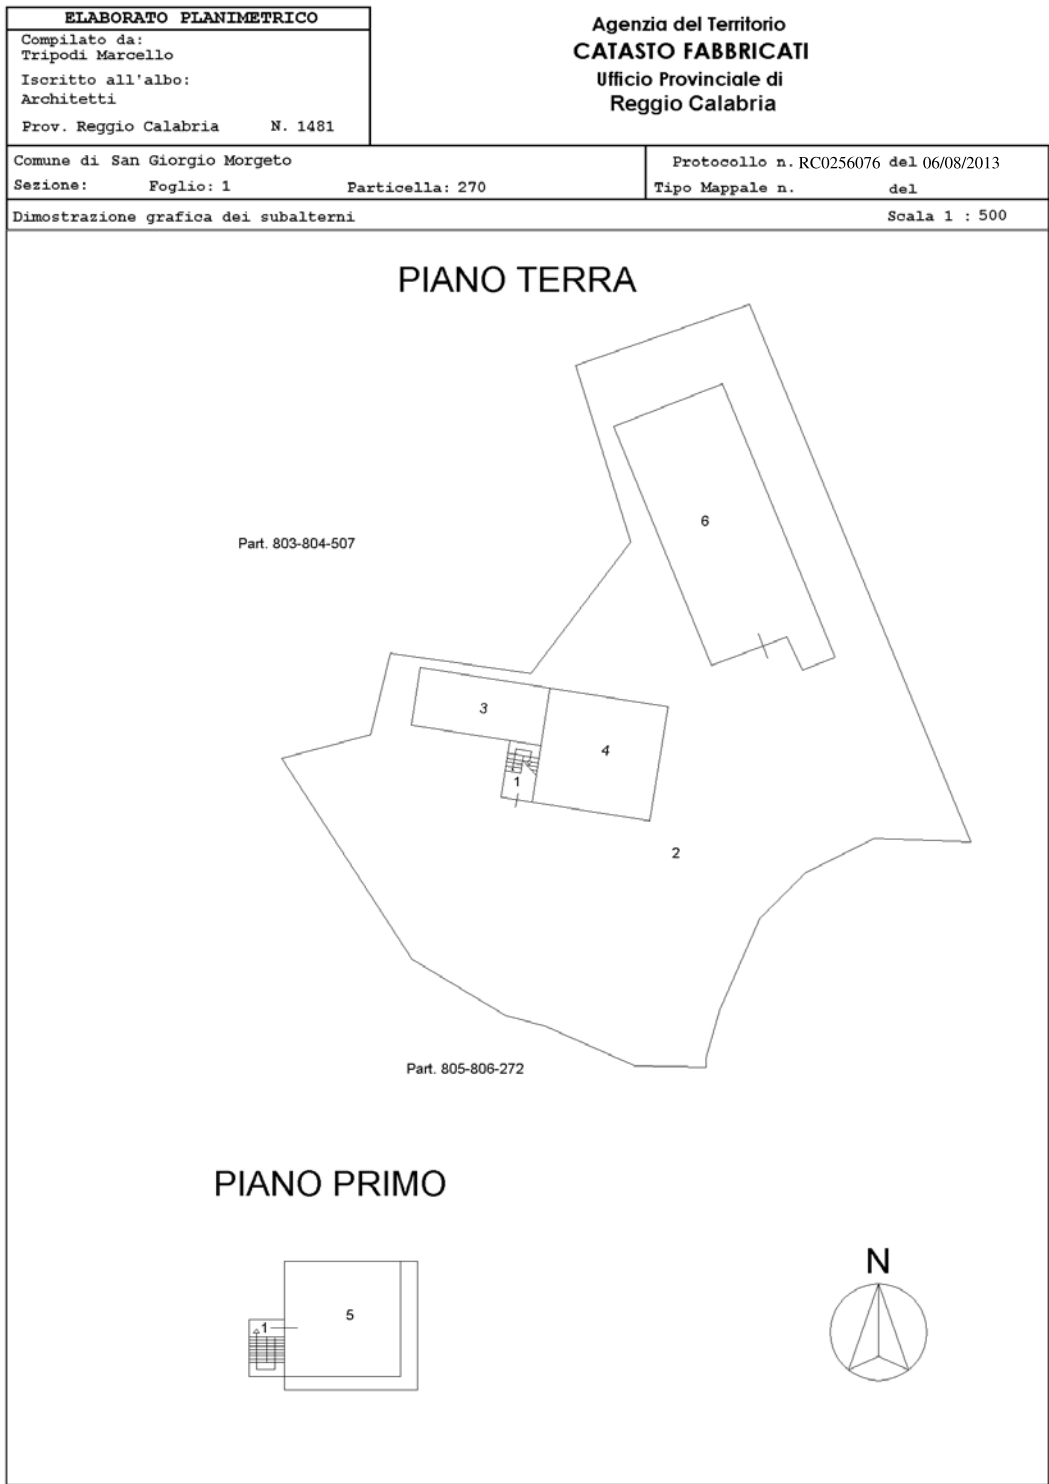 ELABORATO PLANIMETRICO
Compilato da:
Tripodi Marcello
Iscritto all'albo:
Architetti
Prov. Reggio Calabria N. 1481
Agenzia del Territorio
CATASTO FABBRICATI
Ufficio Provinciale di
Reggio Calabria
Comune di San Giorgio Morgeto
Sezione: Foglio: 1 Particella: 270
Protocollo n. RC0256076 del 06/08/2013
Tipo Mappale n. del
Dimostrazione grafica dei subalterni Scala 1 : 500
PIANO TERRA
6
Part. 803-804-507
3
4
1
2
Part. 805-806-272
PIANO PRIMO
N
5
1